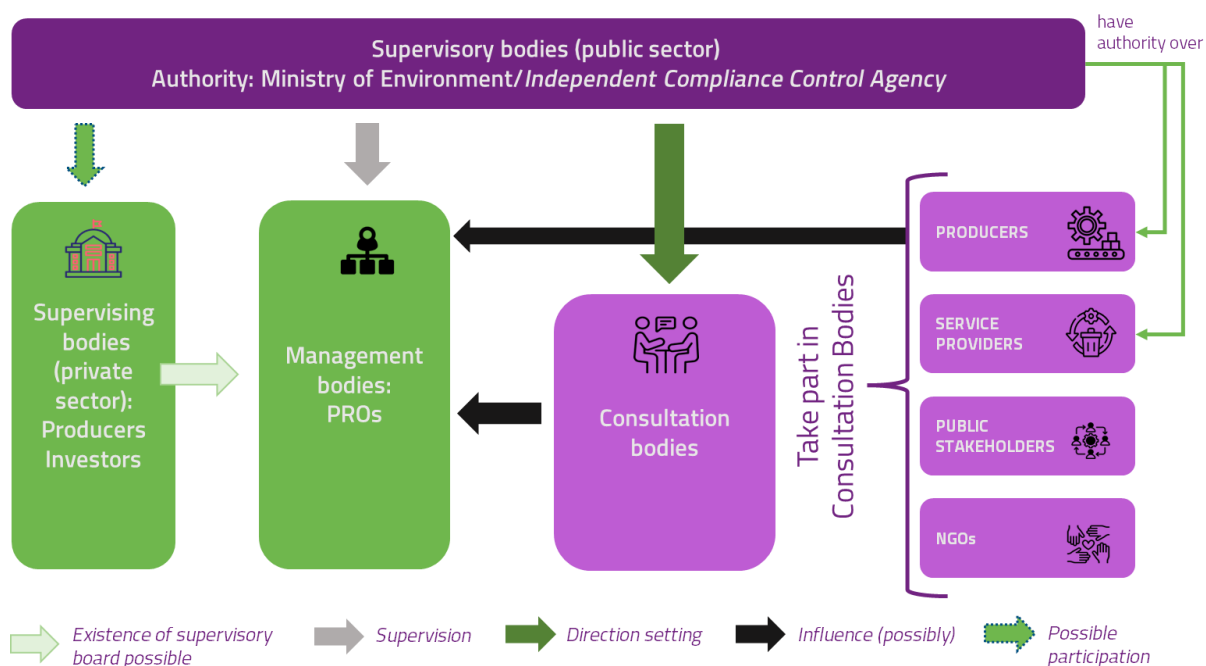 have
authority over
Supervisory bodies (public sector)
Authority: Ministry of Environment/Independent Compliance Control Agency
Supervising
bodies
(private
sector):
Producers
Investors
Management
bodies:
PROs
Consultation
bodies
Take part in
Consultation Bodies
PRODUCERS
SERVICE
PROVIDERS
PUBLIC
STAKEHOLDERS
NGOs
Existence of supervisory
board possible
Supervision
Direction setting
Influence (possibly)
Possible
participation